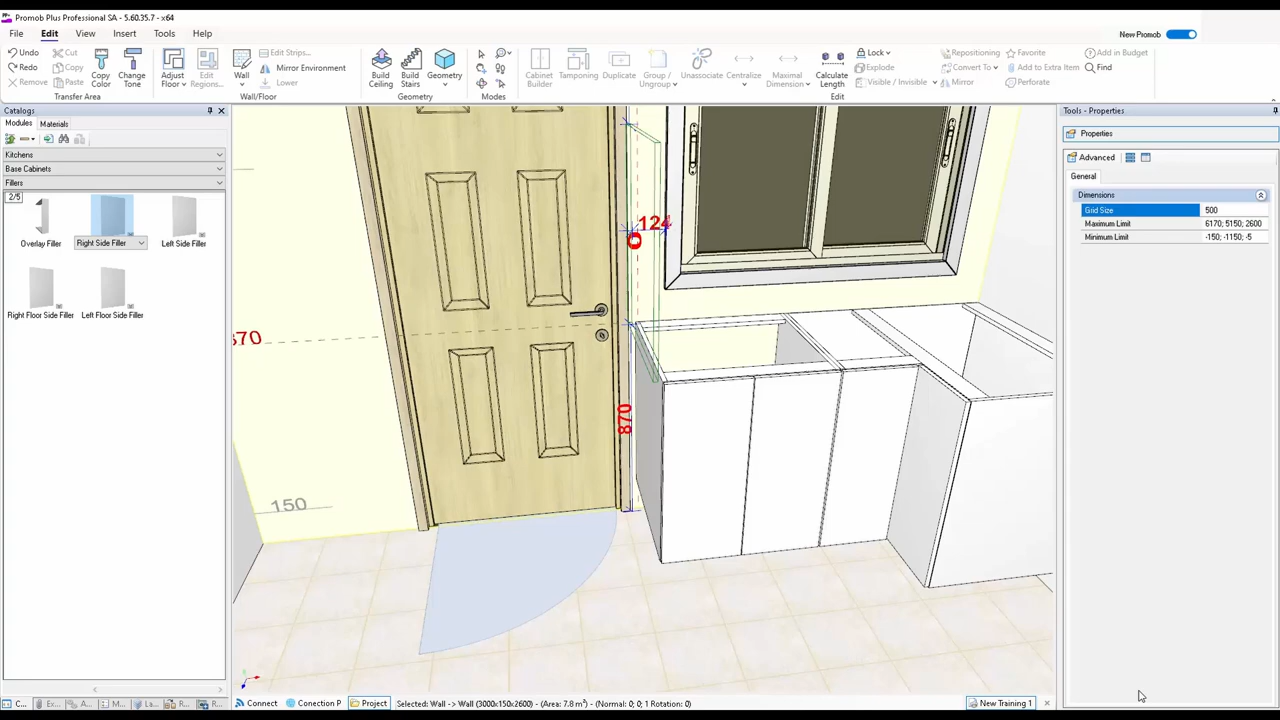 Promob Plus Professional SA - 5.60.35.7 - x64
File Edit View Insert Tools Help
New Promob
Undo
Redo
Remove
Cut
Copy
Paste
Copy Color
Change Tone
Transfer Area
Adjust Floor
Edit Regions
Wall
Edit Strips...
Mirror Environment
Lower
Wall/Floor
Build Ceiling
Build Stairs
Geometry
Geometry
Modes
Cabinet Builder
Tamponing
Duplicate
Group / Ungroup
Unassociate
Centralize
Maximal Dimension
Calculate Length
Lock
Explode
Visible / Invisible
Edit
Repositioning
Convert To
Mirror
Favorite
Add to Extra Item
Perforate
Add in Budget
Find
Catalogs
Modules Materials
Kitchens
Base Cabinets
Fillers
2/5
Overlay Filler
Right Side Filler
Left Side Filler
Right Floor Side Filler
Left Floor Side Filler
124
870
870
150
Tools - Properties
Properties
Advanced
General
Dimensions
Grid Size 500
Maximum Limit 6170; 5150; 2600
Minimum Limit -150; -1150; -5
C... Ex... A... M... La... R... R...
Connect
Conection P
Project
Selected: Wall -> Wall (3000x150x2600) - (Area: 7.8 m²) - (Normal: 0; 0; 1 Rotation: 0)
New Training 1